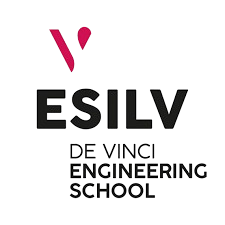 ESILV
DE VINCI
ENGINEERING
SCHOOL